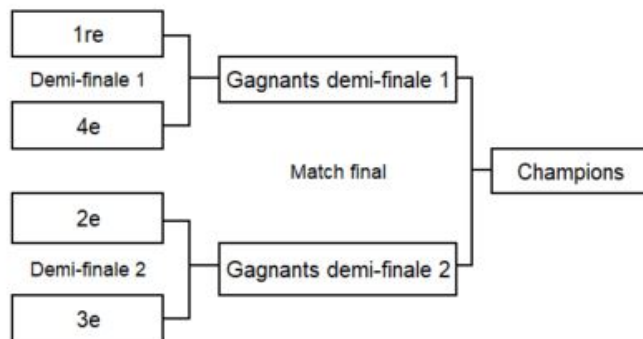 1re
Demi-finale 1
4e
Gagnants demi-finale 1
Match final
Champions
2e
Demi-finale 2
3e
Gagnants demi-finale 2